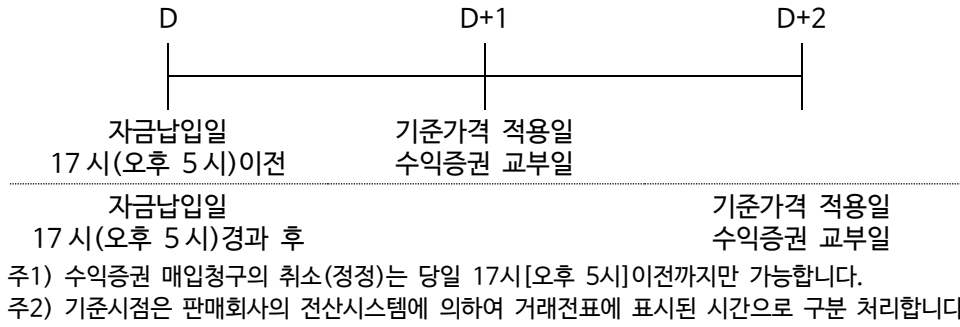 D D+1 D+2
자금납입일 기준가격 적용일
17 시(오후 5 시)이전 수익증권 교부일
자금납입일 기준가격 적용일
17 시(오후 5 시)경과 후 수익증권 교부일
주1) 수익증권 매입청구의 취소(정정)는 당일 17시[오후 5시]이전까지만 가능합니다.
주2) 기준시점은 판매회사의 전산시스템에 의하여 거래전표에 표시된 시간으로 구분 처리합니다